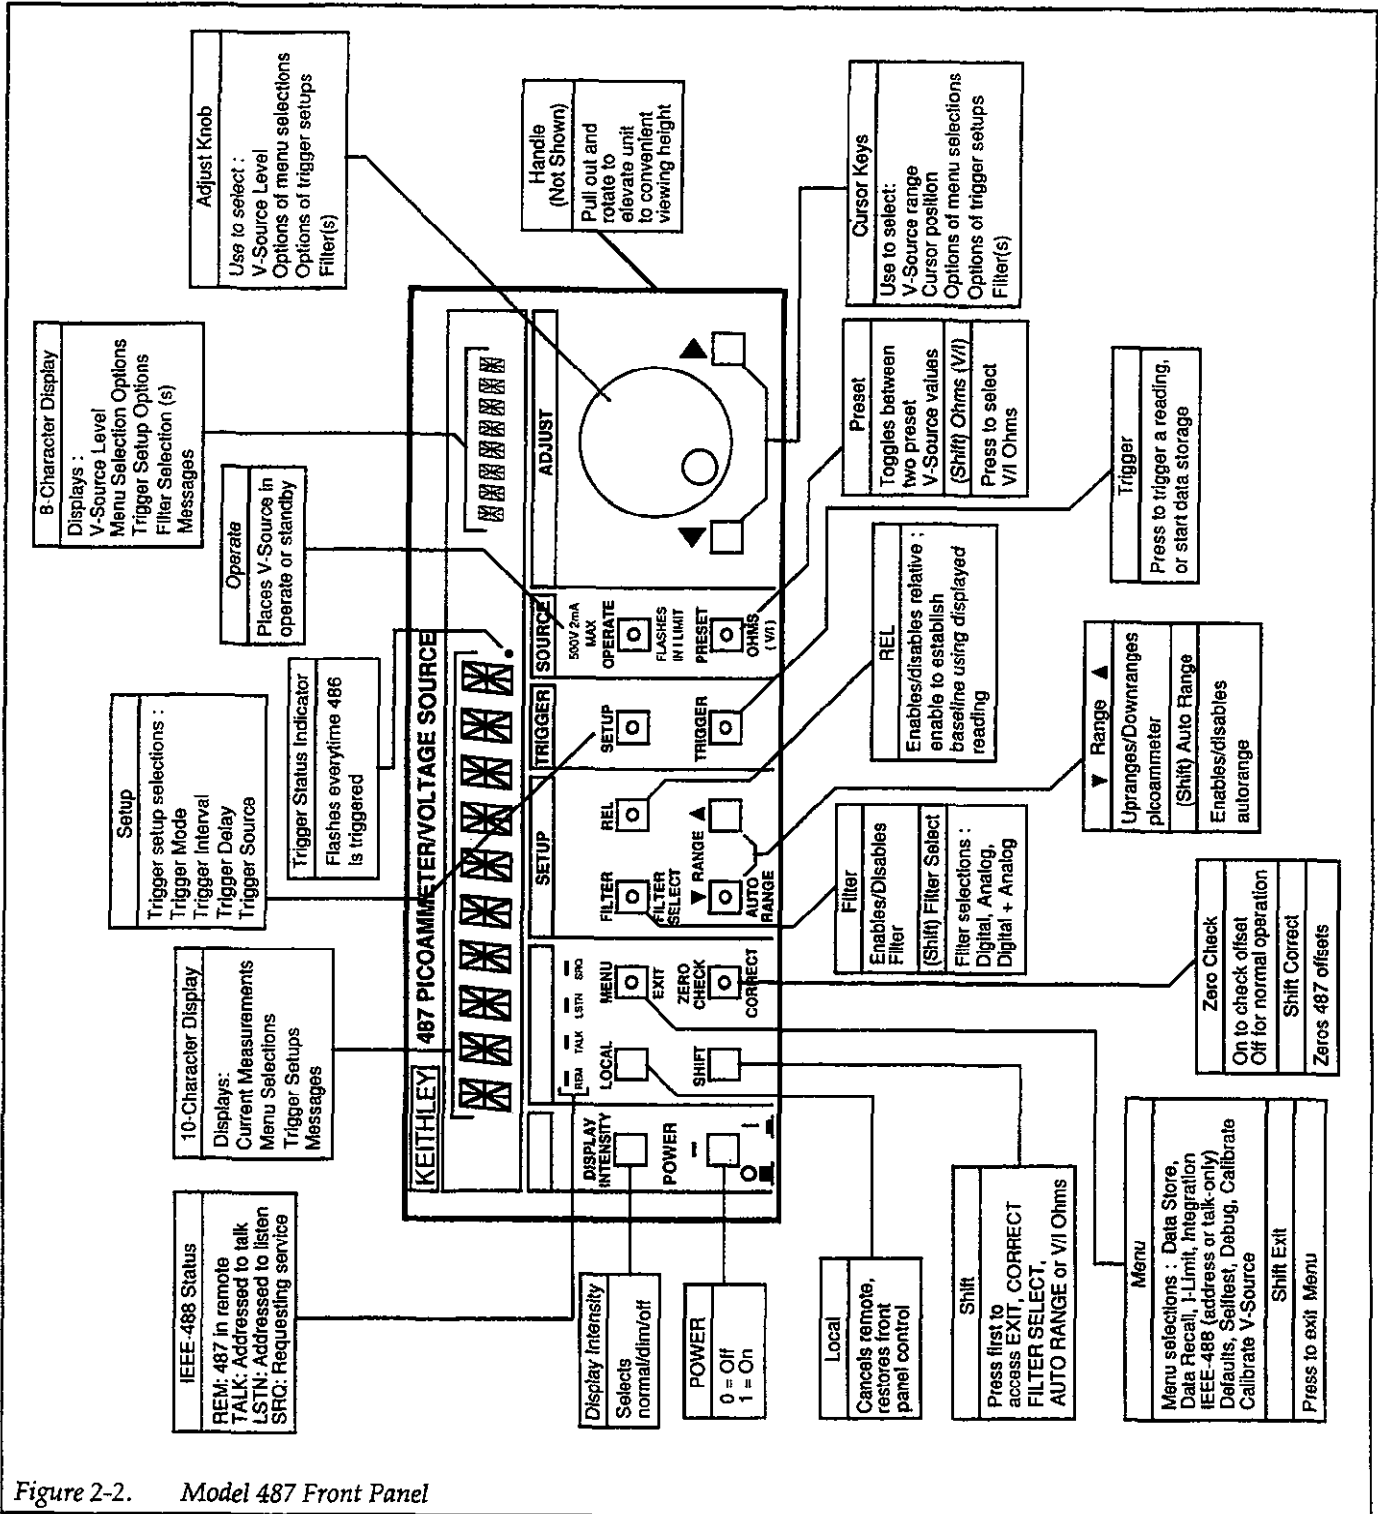 IEEE-488 Status
REM: 487 in remote
TALK: Addressed to talk
LSTN: Addressed to listen
SRQ: Requesting service
10-Character Display
Displays:
Current Measurements
Menu Selections
Trigger Setups
Messages
Setup
Trigger setup selections :
Trigger Mode
Trigger Interval
Trigger Delay
Trigger Source
Trigger Status Indicator
Flashes everytime 486
Is triggered
Operate
Places V-Source in
operate or standby
8-Character Display
Displays :
V-Source Level
Menu Selection Options
Trigger Setup Options
Filter Selection (s)
Messages
Adjust Knob
Use to select :
V-Source Level
Options of menu selections
Options of trigger setups
Filter(s)
Handle
(Not Shown)
Pull out and
rotate to
elevate unit
to convenient
viewing height
KEITHLEY 487 PICOAMMETER/VOLTAGE SOURCE
SETUP
TRIGGER
SOURCE
ADJUST
REM TALK LSTN SRQ
DISPLAY
INTENSITY
LOCAL
MENU
EXIT
FILTER
FILTER
SELECT
REL
SETUP
500V 2mA
MAX
OPERATE
FLASHES
IN I LIMIT
POWER
SHIFT
ZERO
CHECK
CORRECT
▼ RANGE ▲
AUTO
RANGE
TRIGGER
PRESET
OHMS
(V/I)
Display Intensity
Selects
normal/dim/off
POWER
0 = Off
1 = On
Local
Cancels remote,
restores front
panel control
Shift
Press first to
access EXIT, CORRECT
FILTER SELECT,
AUTO RANGE or V/I Ohms
Menu
Menu selections : Data Store,
Data Recall, I-Limit, Integration
IEEE-488 (address or talk-only)
Defaults, Selftest, Debug, Calibrate
Calibrate V-Source
Shift Exit
Press to exit Menu
Zero Check
On to check offset
Off for normal operation
Shift Correct
Zeros 487 offsets
Filter
Enables/Disables
Filter
(Shift) Filter Select
Filter selections :
Digital, Analog,
Digital + Analog
▼ Range ▲
Upranges/Downranges
picoammeter
(Shift) Auto Range
Enables/disables
autorange
REL
Enables/disables relative ;
enable to establish
baseline using displayed
reading
Trigger
Press to trigger a reading,
or start data storage
Preset
Toggles between
two preset
V-Source values
(Shift) Ohms (V/I)
Press to select
V/I Ohms
Cursor Keys
Use to select:
V-Source range
Cursor position
Options of menu selections
Options of trigger setups
Filter(s)
Figure 2-2. Model 487 Front Panel